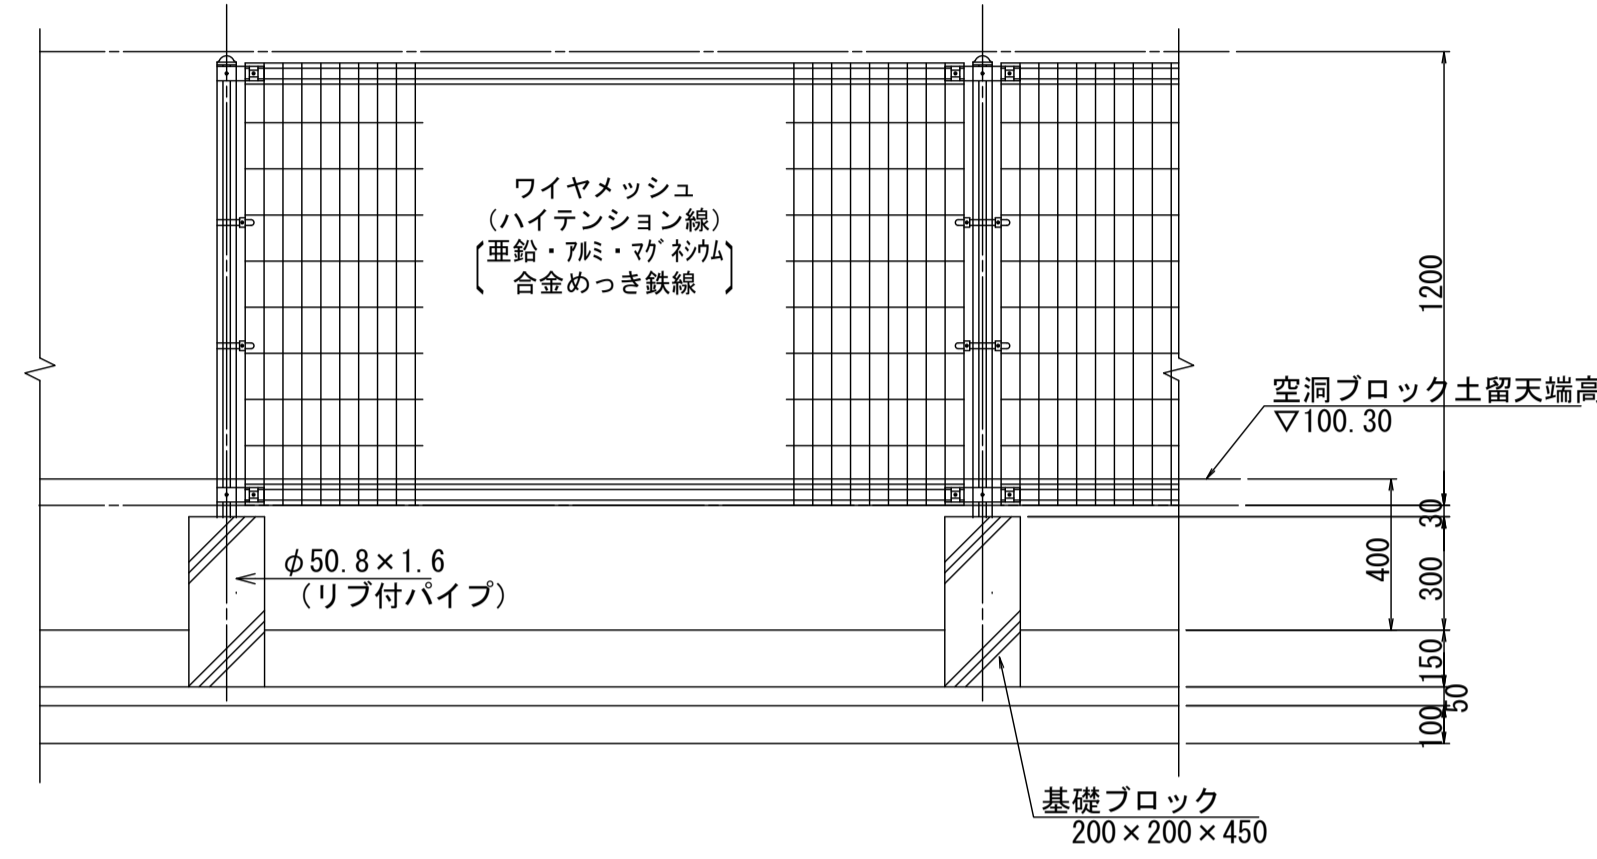 ワイヤメッシュ
(ハイテンション線)
亜鉛・アルミ・マグネシウム
合金めっき鉄線
1200
空洞ブロック土留天端高
▽100.30
30
400
300
φ50.8×1.6
(リブ付パイプ)
150
50
100
基礎ブロック
200×200×450